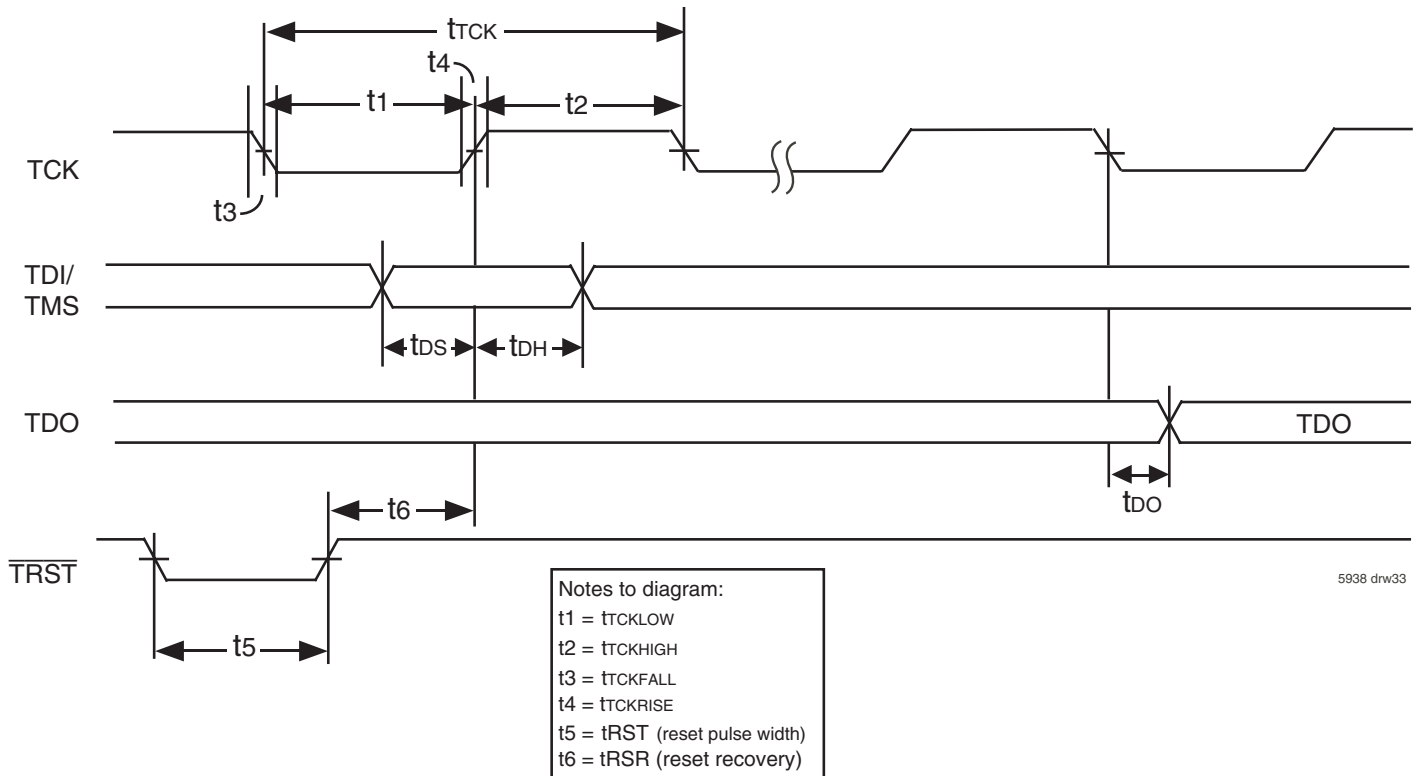 tTCK
t4
t1
t2
TCK
t3
TDI/
TMS
tDS
tDH
TDO
TDO
tDO
t6
TRST
5938 drw33
t5
Notes to diagram:
t1 = tTCKLOW
t2 = tTCKHIGH
t3 = tTCKFALL
t4 = tTCKRISE
t5 = tRST (reset pulse width)
t6 = tRSR (reset recovery)